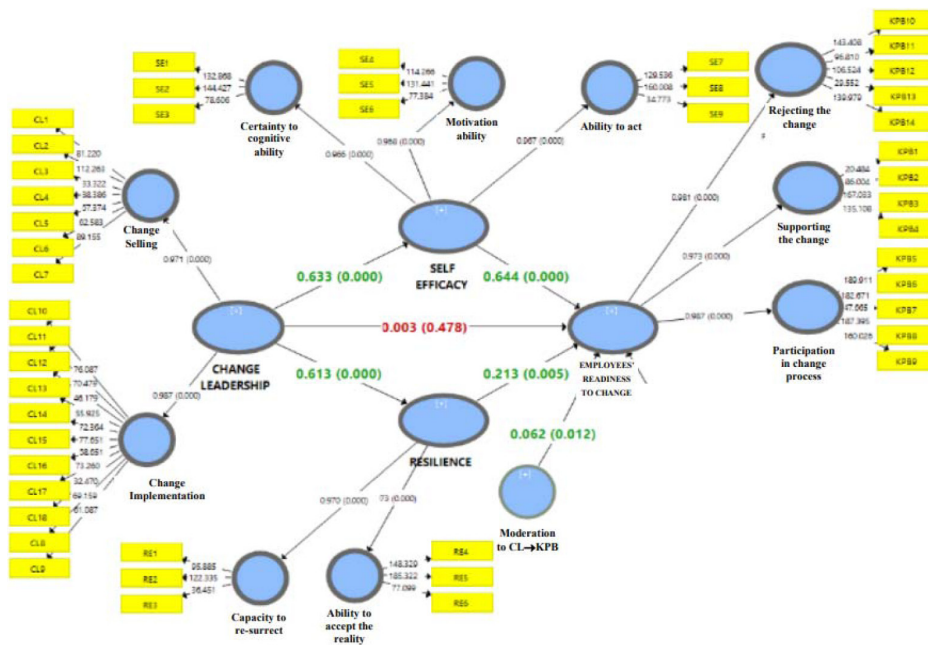 SE1
SE2
SE3
132.868
144.427
78.606
Certainty to
cognitive
ability
SE4
SE5
SE6
114.266
131.441
77.384
Motivation
ability
Ability to act
129.536
160.008
34.773
SE7
SE8
SE9
Rejecting the
change
143.408
96.810
106.524
29.552
139.979
KPB10
KPB11
KPB12
KPB13
KPB14
0.966 (0.000)
0.968 (0.000)
0.967 (0.000)
CL1
CL2
CL3
CL4
CL5
CL6
CL7
81.220
112.263
33.322
38.386
57.374
62.583
89.155
Change
Selling
0.971 (0.000)
[+]
SELF
EFFICACY
0.633 (0.000)
0.644 (0.000)
0.981 (0.000)
Supporting
the change
20.484
86.004
167.083
135.108
KPB1
KPB2
KPB3
KPB4
0.973 (0.000)
[+]
CHANGE
LEADERSHIP
0.003 (0.478)
[+]
EMPLOYEES'
READINESS
TO CHANGE
0.987 (0.000)
Participation
in change
process
189.911
182.671
47.065
187.395
160.026
KPB5
KPB6
KPB7
KPB8
KPB9
0.613 (0.000)
0.213 (0.005)
[+]
RESILIENCE
0.987 (0.000)
CL10
CL11
CL12
CL13
CL14
CL15
CL16
CL17
CL18
CL8
CL9
76.087
70.479
46.179
55.925
72.364
77.651
58.651
73.260
32.470
69.159
61.087
Change
Implementation
0.062 (0.012)
[+]
Moderation
to CL→KPB
0.970 (0.000)
73 (0.000)
RE1
RE2
RE3
95.885
122.335
36.451
Capacity to
re-surrect
Ability to
accept the
reality
148.329
185.322
77.099
RE4
RE5
RE6